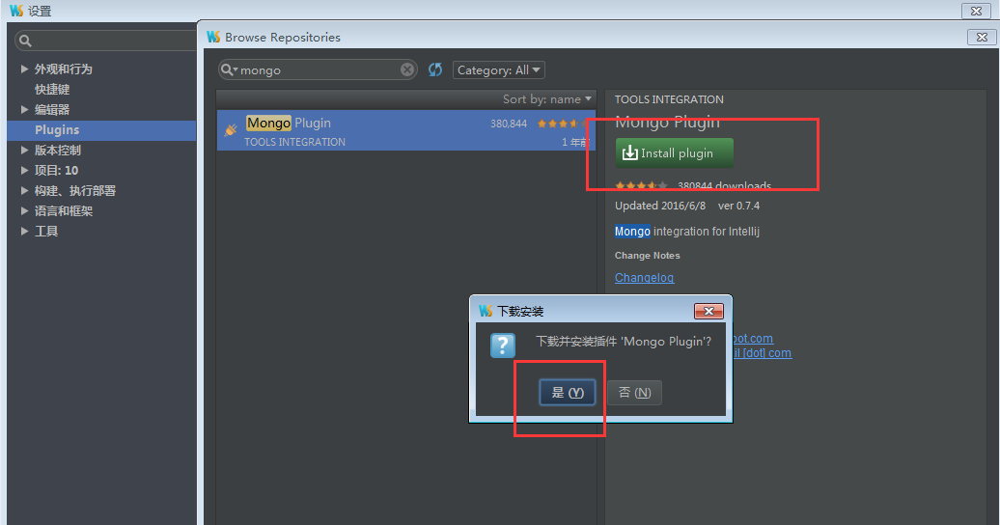 设置
Browse Repositories
外观和行为
快捷键
编辑器
Plugins
版本控制
项目: 10
构建、执行部署
语言和框架
工具
mongo
Category: All
Sort by: name
Mongo Plugin
380,844
TOOLS INTEGRATION
1 年前
TOOLS INTEGRATION
Mongo Plugin
Install plugin
380844 downloads
Updated 2016/6/8 ver 0.7.4
Mongo integration for Intellij
Change Notes
Changelog
下载安装
下载并安装插件 'Mongo Plugin'?
是 (Y)
否 (N)
.com
[dot] com